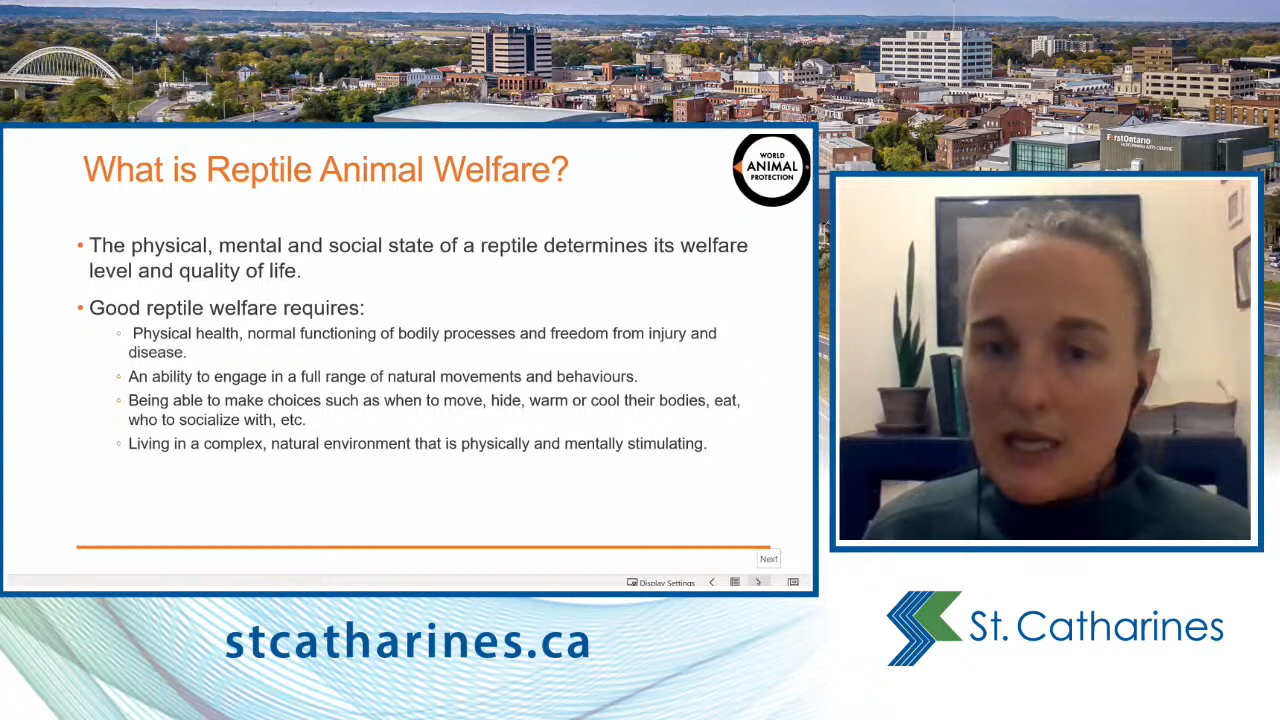 FirstOntario
PERFORMING ARTS CENTRE
What is Reptile Animal Welfare?
WORLD
ANIMAL
PROTECTION
• The physical, mental and social state of a reptile determines its welfare
level and quality of life.
• Good reptile welfare requires:
◦ Physical health, normal functioning of bodily processes and freedom from injury and
disease.
◦ An ability to engage in a full range of natural movements and behaviours.
◦ Being able to make choices such as when to move, hide, warm or cool their bodies, eat,
who to socialize with, etc.
◦ Living in a complex, natural environment that is physically and mentally stimulating.
Next
Display Settings
stcatharines.ca
St. Catharines